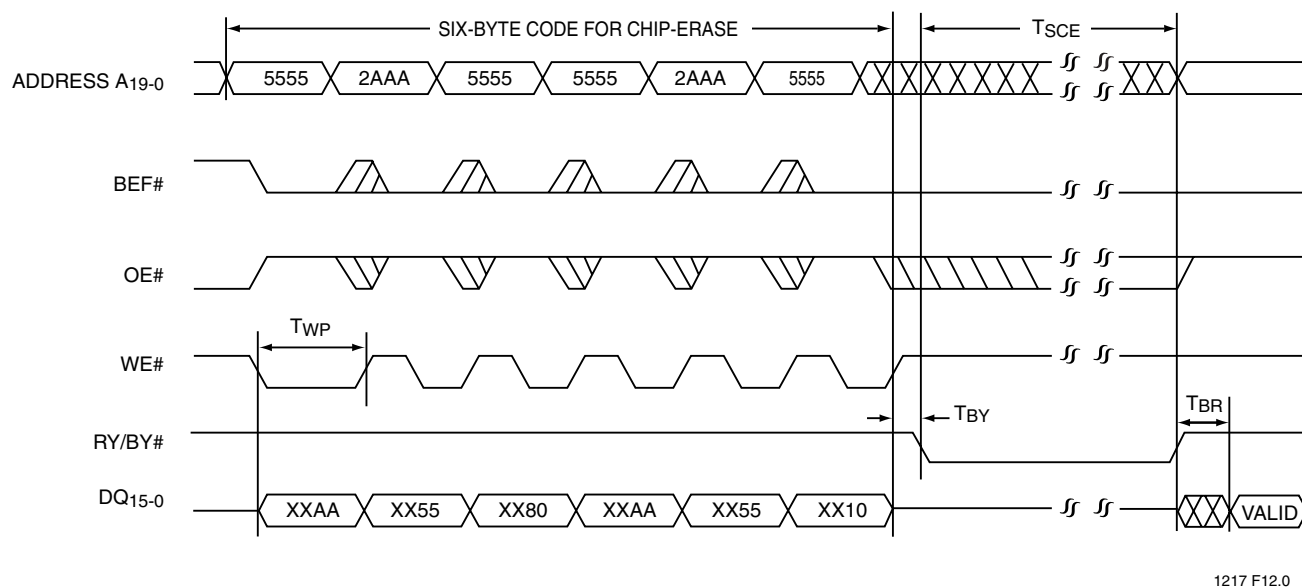 SIX-BYTE CODE FOR CHIP-ERASE TSCE
ADDRESS A19-0 5555 2AAA 5555 5555 2AAA 5555
BEF#
OE#
TWP
WE#
TBY TBR
RY/BY#
DQ15-0 XXAA XX55 XX80 XXAA XX55 XX10 VALID
1217 F12.0